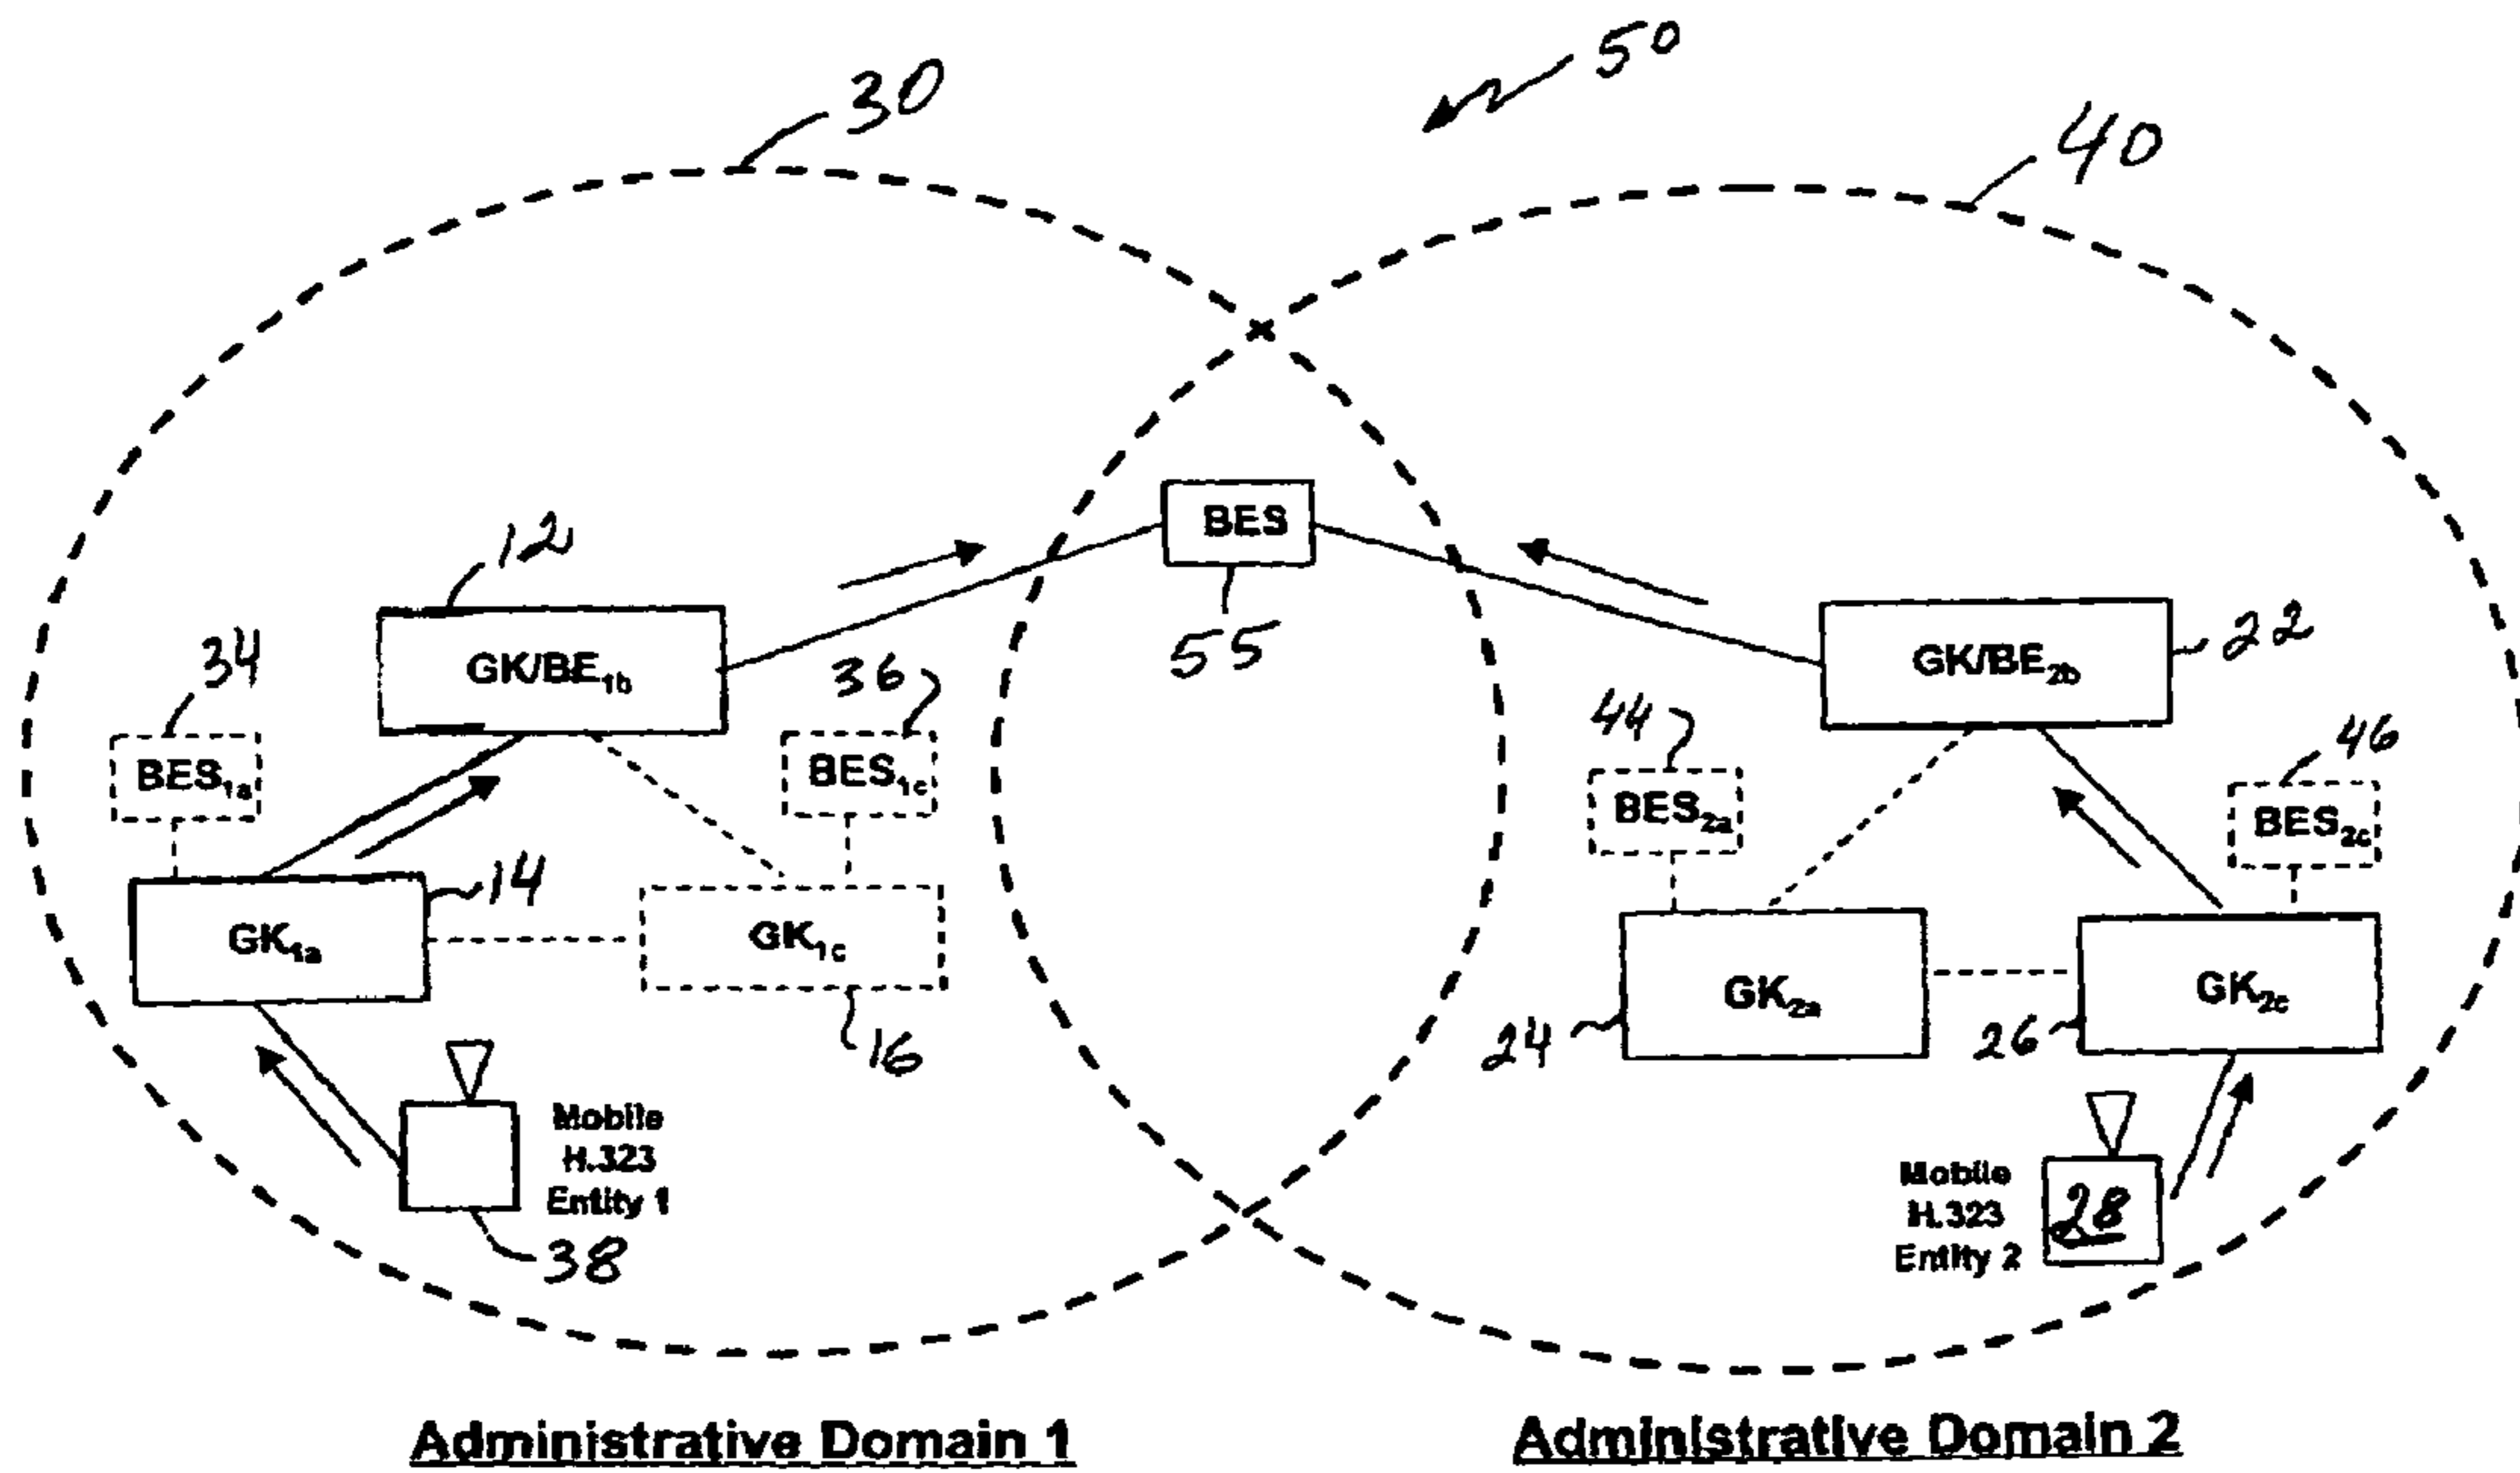 50
30
40
12
BES
55
34
GK/BE1b
36
GK/BE2b
22
44
46
BES1a
BES1c
BES2a
BES2c
14
GK1a
GK1c
GK2a
GK2c
24
26
16
Mobile
H.323
Entity 1
38
Mobile
H.323
Entity 2
28
Administrative Domain 1
Administrative Domain 2